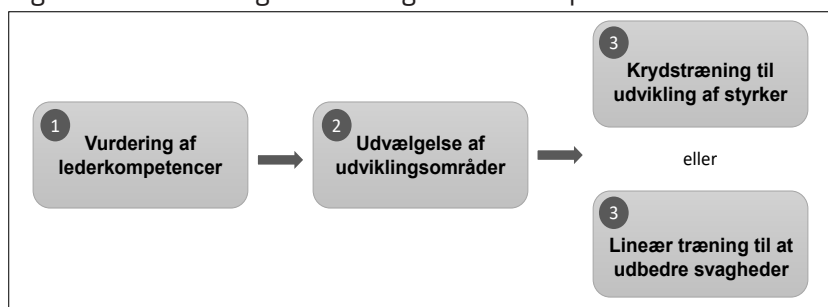 1
Vurdering af
lederkompetencer
2
Udvælgelse af
udviklingsområder
3
Krydstræning til
udvikling af styrker
eller
3
Lineær træning til at
udbedre svagheder